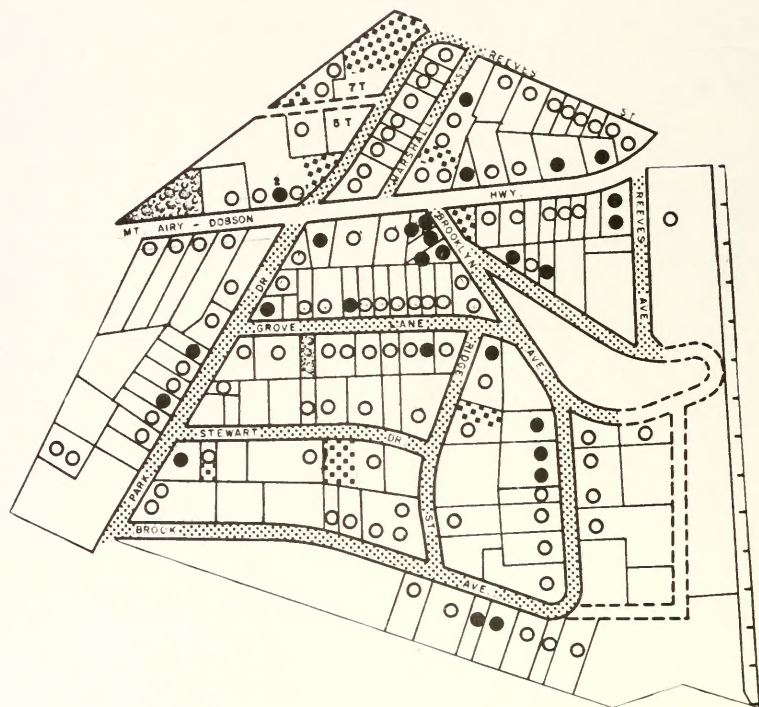 REEVES ST.
7T
5T
MARSHALL ST.
MT. AIRY - DOBSON HWY.
2
REEVES AVE.
BROOKLYN AVE.
PARK DR.
GROVE LANE
RIDGE ST.
STEWART DR.
BROOK AVE.